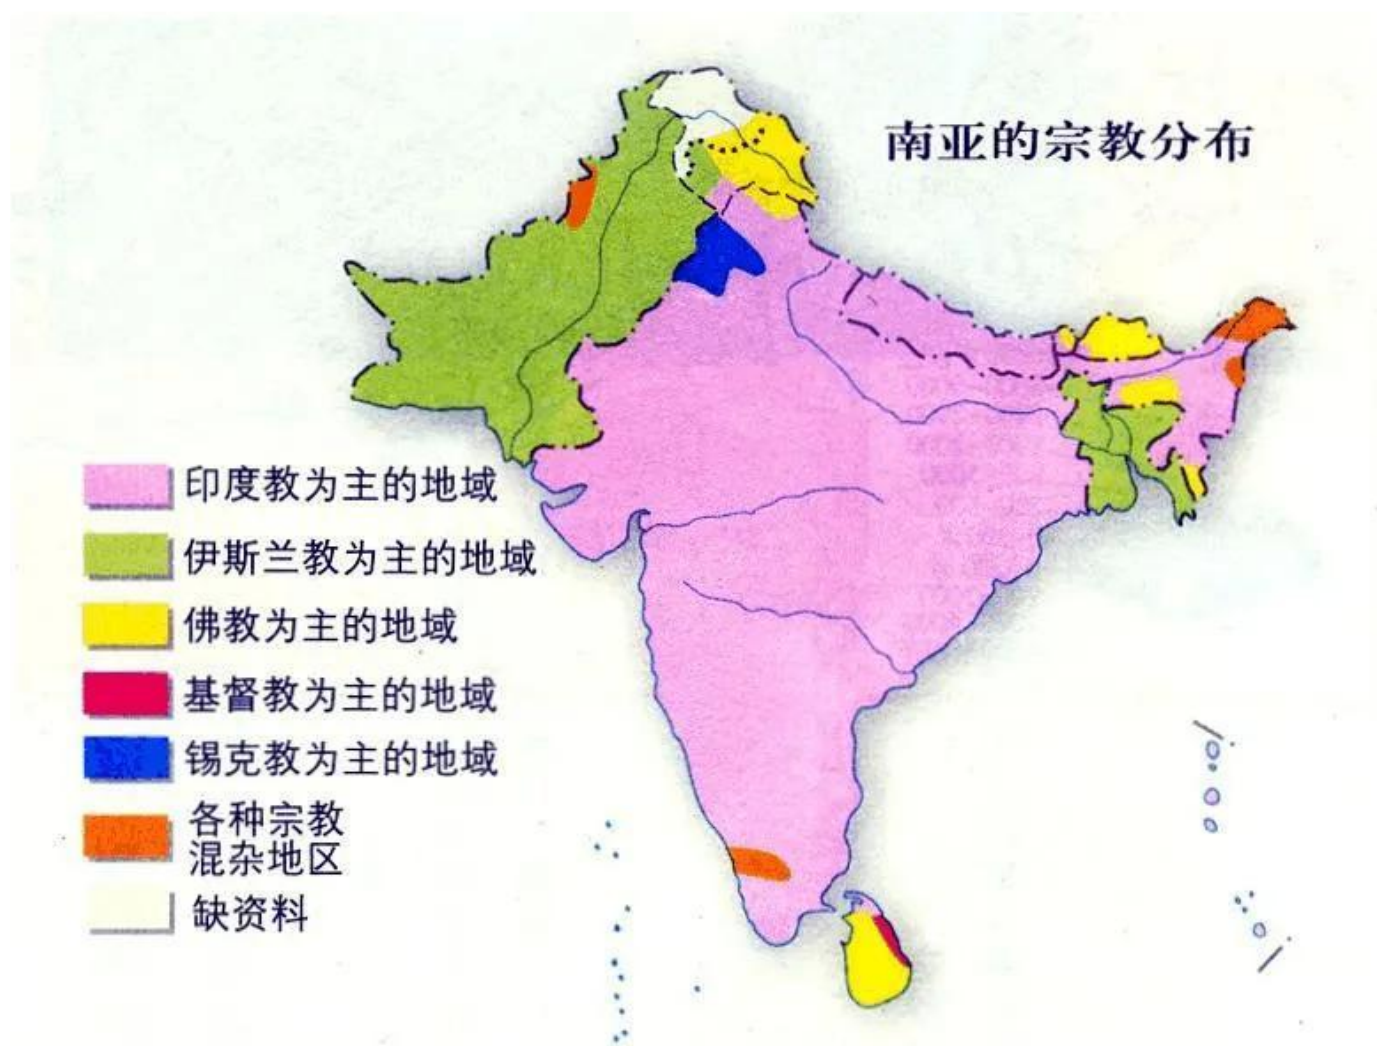 南亚的宗教分布
印度教为主的地域
伊斯兰教为主的地域
佛教为主的地域
基督教为主的地域
锡克教为主的地域
各种宗教
混杂地区
缺资料